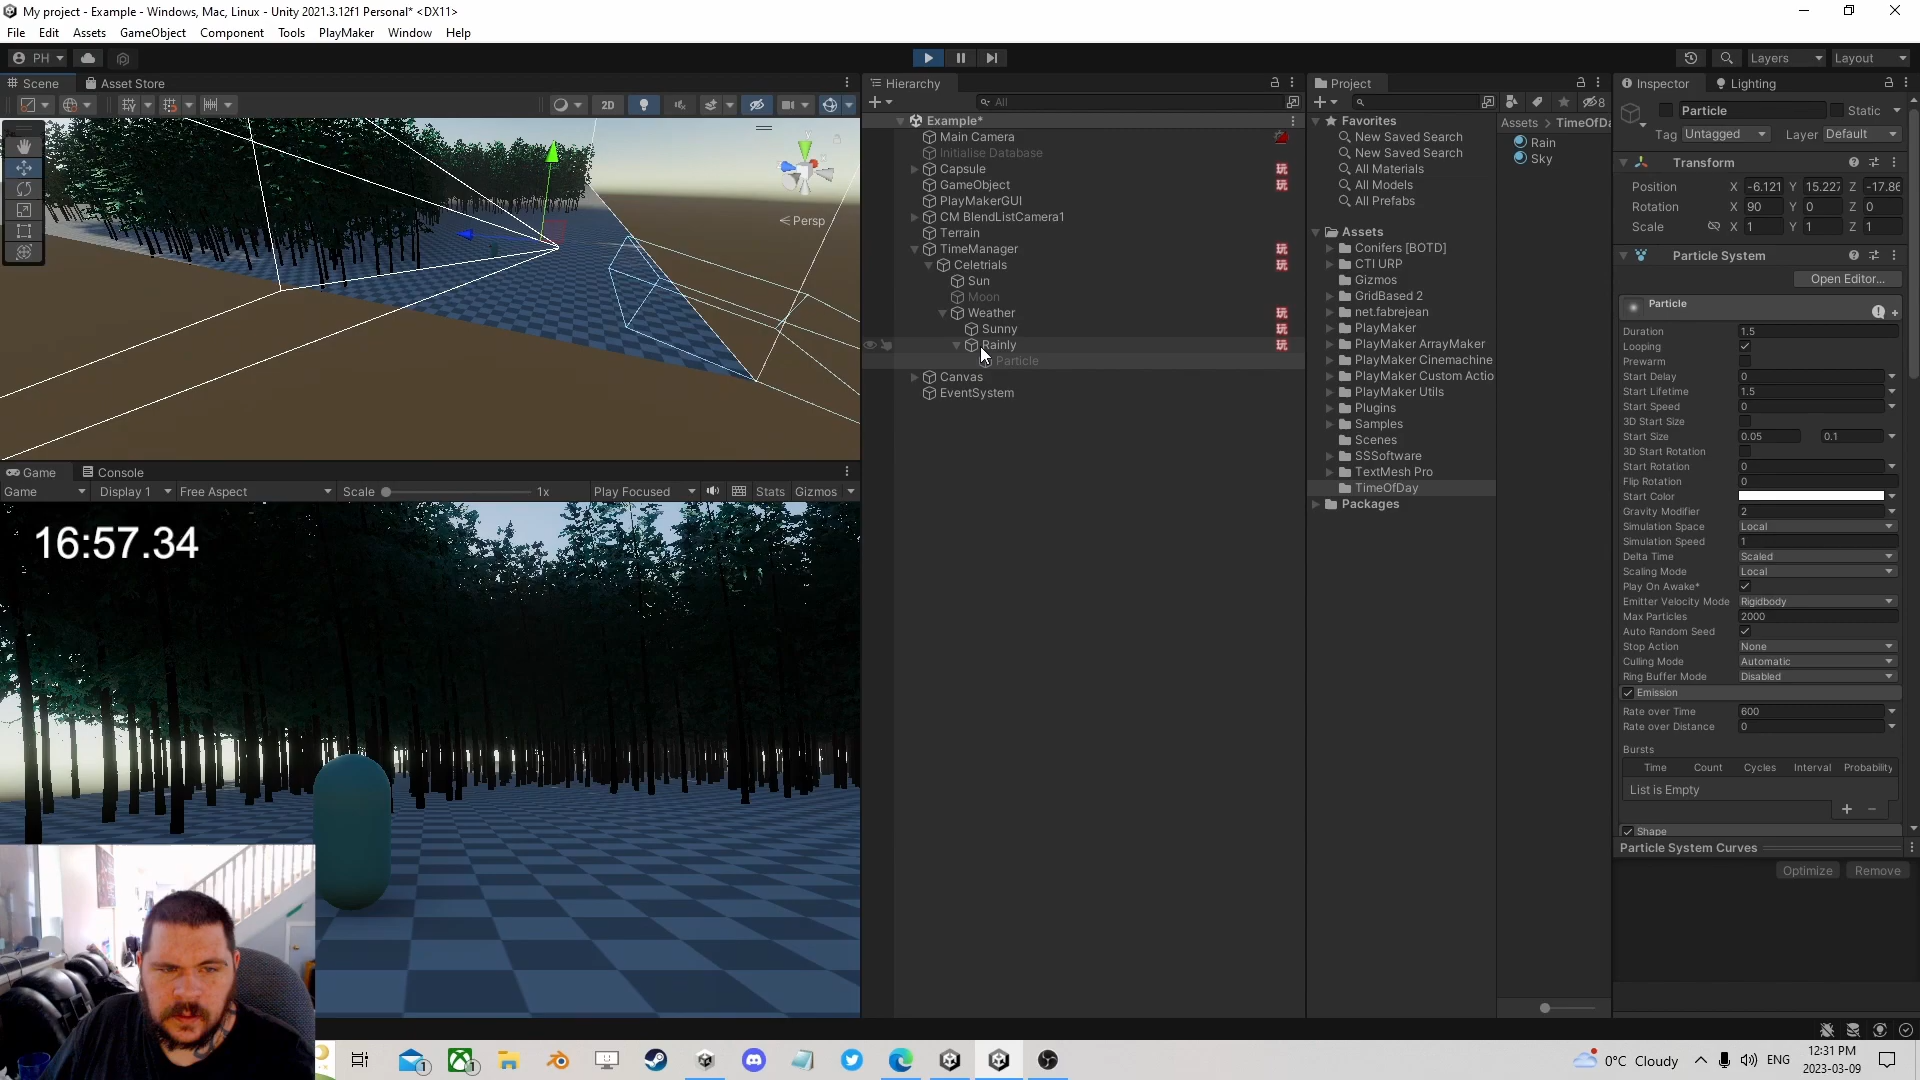 My project - Example - Windows, Mac, Linux - Unity 2021.3.12f1 Personal* <DX11>
File Edit Assets GameObject Component Tools PlayMaker Window Help
PH
Layers
Layout
Scene
Asset Store
2D
Persp
Game
Console
Game
Display 1
Free Aspect
Scale
1x
Play Focused
Stats
Gizmos
16:57.34
Hierarchy
All
Example*
Main Camera
Initialise Database
Capsule
GameObject
PlayMakerGUI
CM BlendListCamera1
Terrain
TimeManager
Celetrials
Sun
Moon
Weather
Sunny
Rainly
Particle
Canvas
EventSystem
Project
8
Favorites
New Saved Search
New Saved Search
All Materials
All Models
All Prefabs
Assets
Conifers [BOTD]
CTI URP
Gizmos
GridBased 2
net.fabrejean
PlayMaker
PlayMaker ArrayMaker
PlayMaker Cinemachine
PlayMaker Custom Actio
PlayMaker Utils
Plugins
Samples
Scenes
SSSoftware
TextMesh Pro
TimeOfDay
Packages
Assets > TimeOfDa
Rain
Sky
Inspector
Lighting
Particle
Static
Tag Untagged Layer Default
Transform
Position X -6.121 Y 15.227 Z -17.86
Rotation X 90 Y 0 Z 0
Scale X 1 Y 1 Z 1
Particle System
Open Editor...
Particle
Duration 1.5
Looping
Prewarm
Start Delay 0
Start Lifetime 1.5
Start Speed 0
3D Start Size
Start Size 0.05 0.1
3D Start Rotation
Start Rotation 0
Flip Rotation 0
Start Color
Gravity Modifier 2
Simulation Space Local
Simulation Speed 1
Delta Time Scaled
Scaling Mode Local
Play On Awake*
Emitter Velocity Mode Rigidbody
Max Particles 2000
Auto Random Seed
Stop Action None
Culling Mode Automatic
Ring Buffer Mode Disabled
Emission
Rate over Time 600
Rate over Distance 0
Bursts
Time Count Cycles Interval Probability
List is Empty
Shape
Particle System Curves
Optimize
Remove
1
1
0°C Cloudy
ENG
12:31 PM
2023-03-09